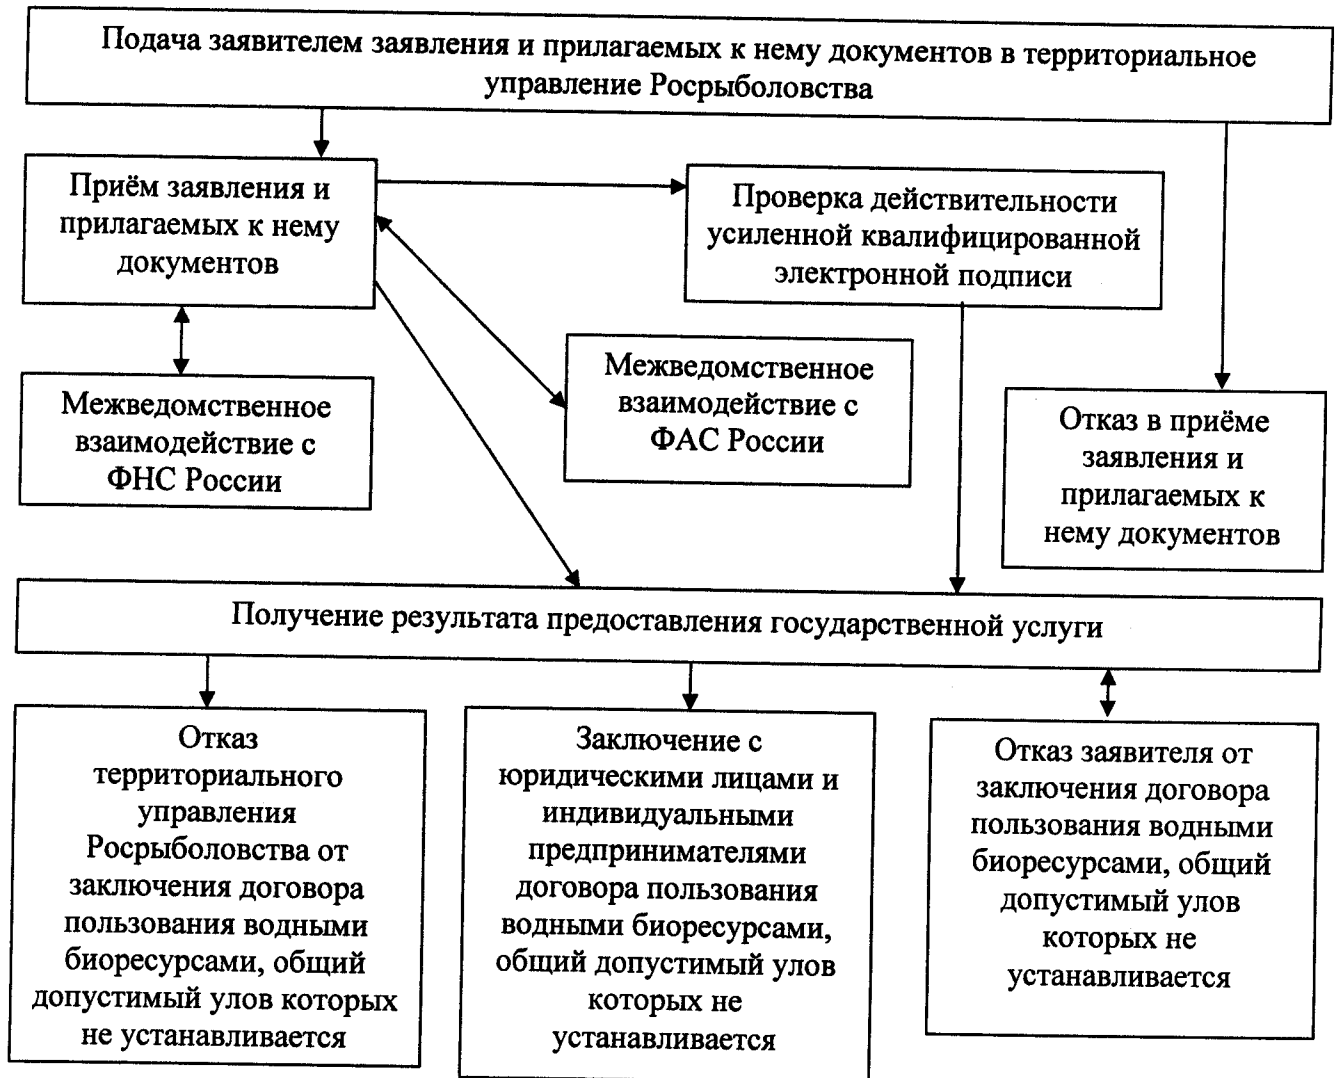 Подача заявителем заявления и прилагаемых к нему документов в территориальное
управление Росрыболовства
Приём заявления и
прилагаемых к нему
документов
Проверка действительности
усиленной квалифицированной
электронной подписи
Межведомственное
взаимодействие с
ФНС России
Межведомственное
взаимодействие с
ФАС России
Отказ в приёме
заявления и
прилагаемых к
нему документов
Получение результата предоставления государственной услуги
Отказ
территориального
управления
Росрыболовства от
заключения договора
пользования водными
биоресурсами, общий
допустимый улов которых
не устанавливается
Заключение с
юридическими лицами и
индивидуальными
предпринимателями
договора пользования
водными биоресурсами,
общий допустимый улов
которых не
устанавливается
Отказ заявителя от
заключения договора
пользования водными
биоресурсами, общий
допустимый улов
которых не
устанавливается